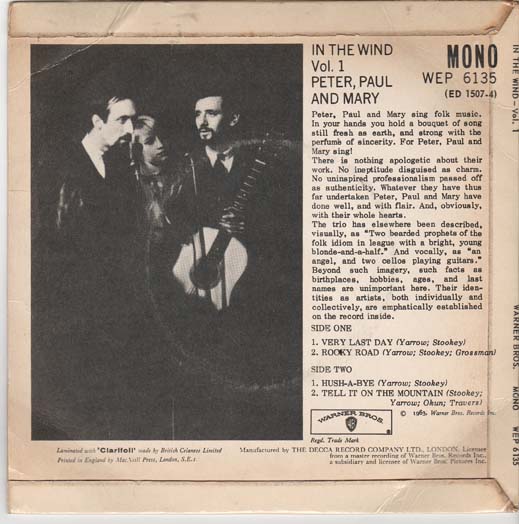 IN THE WIND
Vol. 1
PETER, PAUL
AND MARY
MONO
WEP 6135
(ED 1507-4)
Peter, Paul and Mary sing folk music.
In your hands you hold a bouquet of song
still fresh as earth, and strong with the
perfume of sincerity. For Peter, Paul and
Mary sing!
There is nothing apologetic about their
work. No ineptitude disguised as charm.
No uninspired professionalism passed off
as authenticity. Whatever they have thus
far undertaken Peter, Paul and Mary have
done well, and with flair. And, obviously,
with their whole hearts.
The trio has elsewhere been described,
visually, as "Two bearded prophets of the
folk idiom in league with a bright, young
blonde-and-a-half." And vocally, as "an
angel, and two cellos playing guitars."
Beyond such imagery, such facts as
birthplaces, hobbies, ages, and last
names are unimportant here. Their iden-
tities as artists, both individually and
collectively, are emphatically established
on the record inside.
SIDE ONE
1. VERY LAST DAY (Yarrow; Stookey)
2. ROCKY ROAD (Yarrow; Stookey; Grossman)
SIDE TWO
1. HUSH-A-BYE (Yarrow; Stookey)
2. TELL IT ON THE MOUNTAIN (Stookey;
Yarrow; Okun; Travers)
WARNER BROS.
Regd. Trade Mark
© 1963, Warner Bros. Records Inc.
Laminated with 'Clarifoil' made by British Celanese Limited
Printed in England by MacNeill Press, London, S.E.1.
Manufactured by THE DECCA RECORD COMPANY LTD., LONDON. Licensee
from a master recording of Warner Bros. Records Inc.,
a subsidiary and licensee of Warner Bros. Pictures Inc.
IN THE WIND - Vol. 1
WARNER BROS. MONO WEP 6135